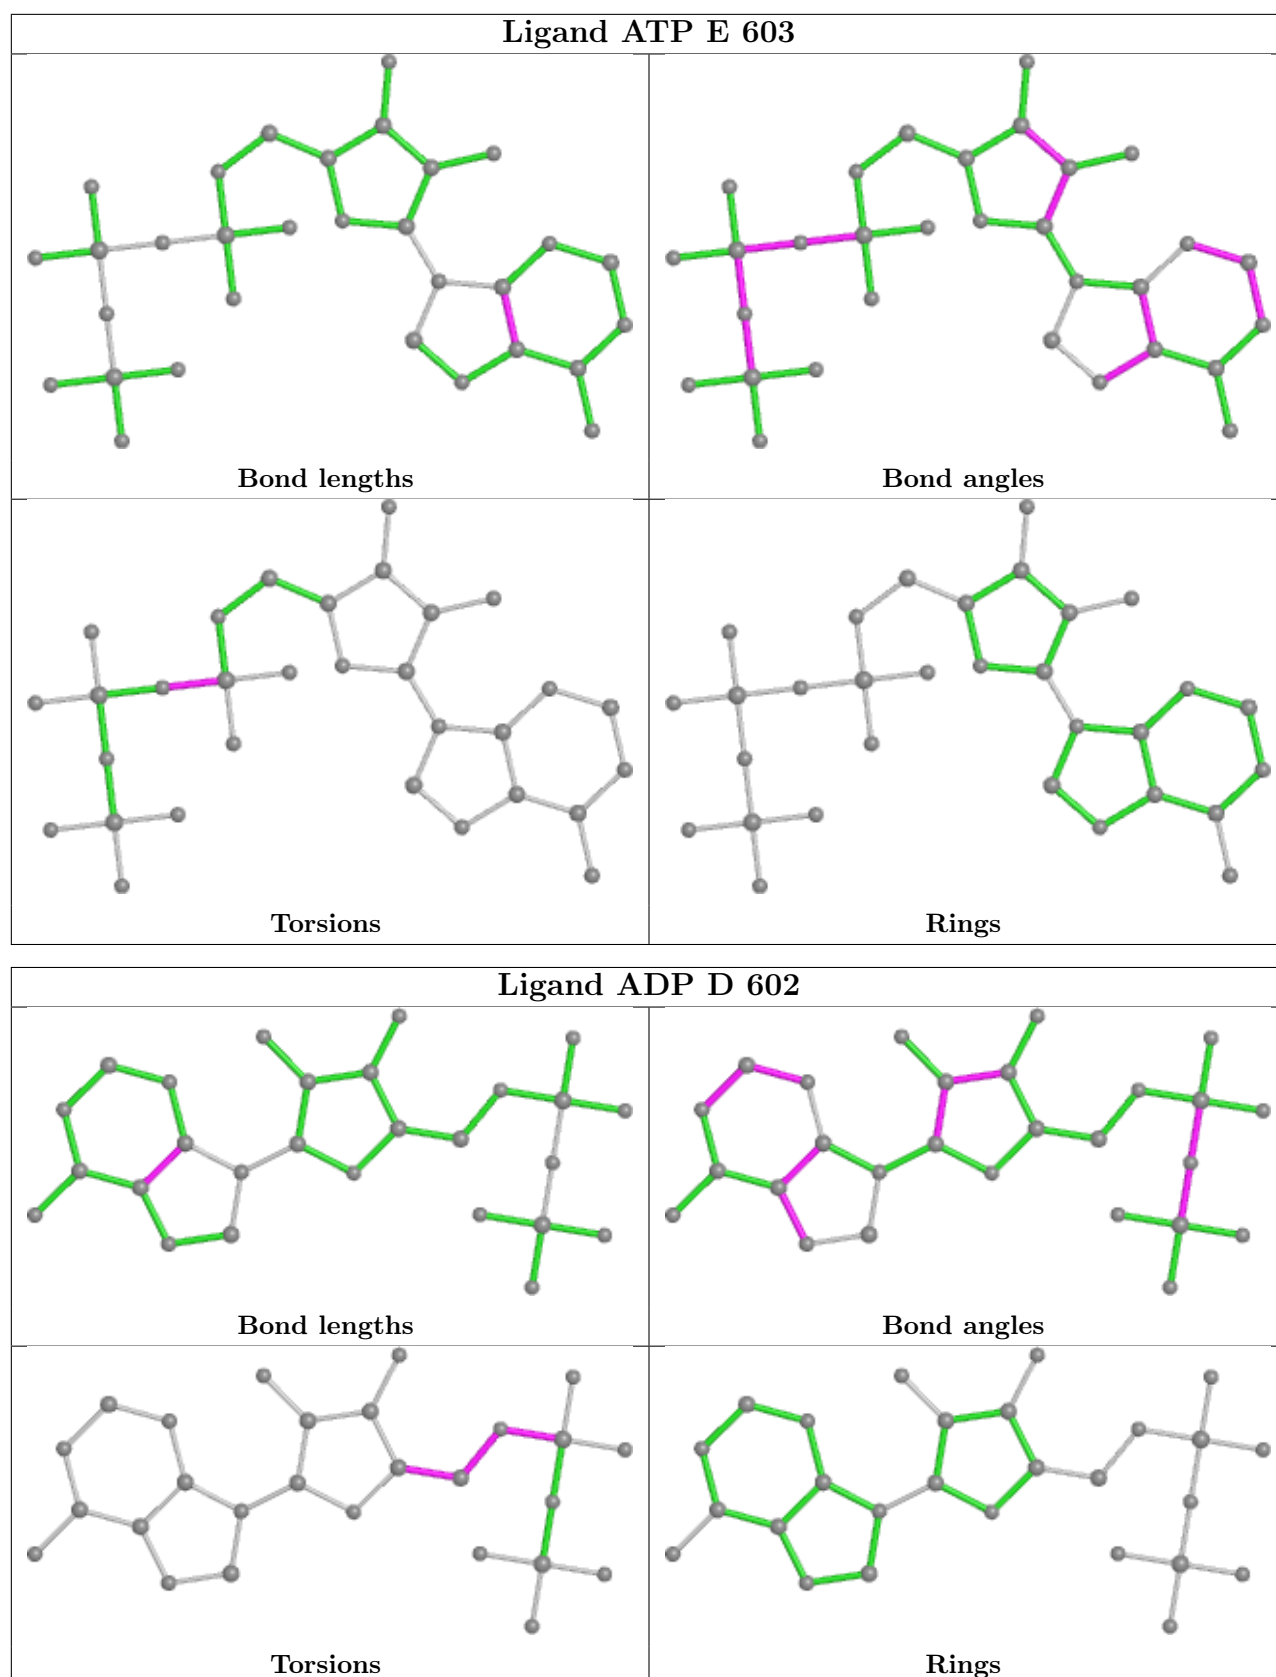 Ligand ATP E 603
Bond lengths
Bond angles
Torsions
Rings
Ligand ADP D 602
Bond lengths
Bond angles
Torsions
Rings